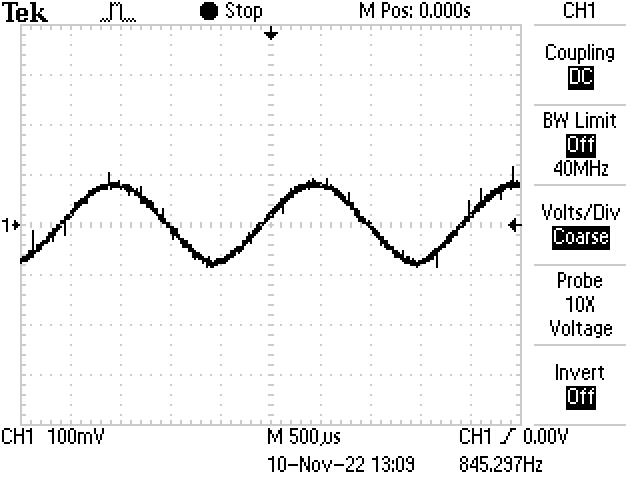 Tek Stop M Pos: 0.000s CH1
Coupling
DC
BW Limit
Off
40MHz
1
Volts/Div
Coarse
Probe
10X
Voltage
Invert
Off
CH1 100mV M 500µs CH1 0.00V
10-Nov-22 13:09 845.297Hz